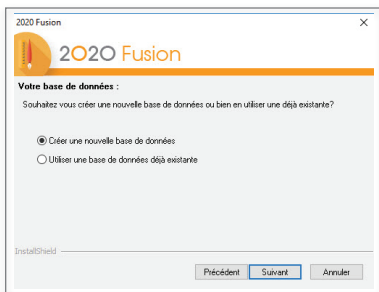 2020 Fusion
2020 Fusion
Votre base de données :
Souhaitez vous créer une nouvelle base de données ou bien en utiliser une déjà existante?
Créer une nouvelle base de données
Utiliser une base de données déjà existante
InstallShield
Précédent Suivant Annuler